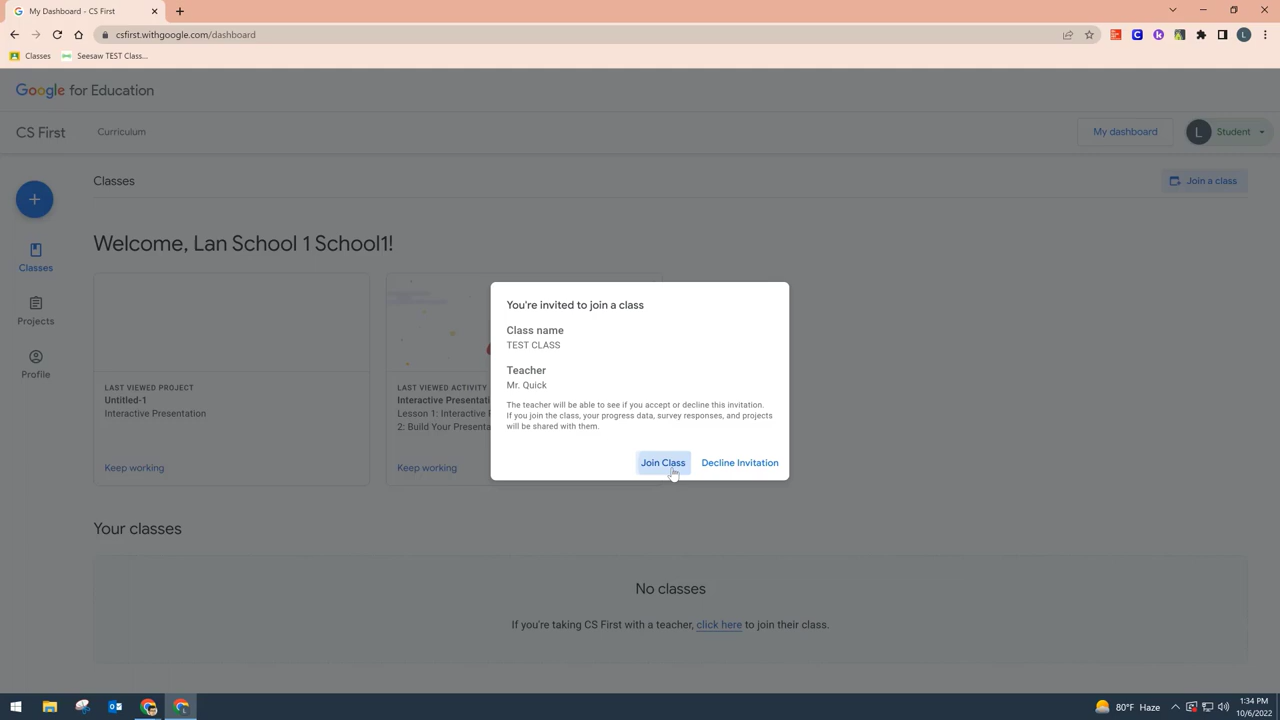 My Dashboard - CS First
csfirst.withgoogle.com/dashboard
Classes
Seesaw TEST Class...
Google for Education
CS First
Curriculum
My dashboard
L
Student
Classes
Join a class
Welcome, Lan School 1 School1!
Classes
Projects
Profile
LAST VIEWED PROJECT
Untitled-1
Interactive Presentation
Keep working
LAST VIEWED ACTIVITY
Interactive Presentati
Lesson 1: Interactive
2: Build Your Presenta
Keep working
You're invited to join a class
Class name
TEST CLASS
Teacher
Mr. Quick
The teacher will be able to see if you accept or decline this invitation.
If you join the class, your progress data, survey responses, and projects
will be shared with them.
Join Class
Decline Invitation
Your classes
No classes
If you're taking CS First with a teacher, click here to join their class.
80°F Haze
1:34 PM
10/6/2022